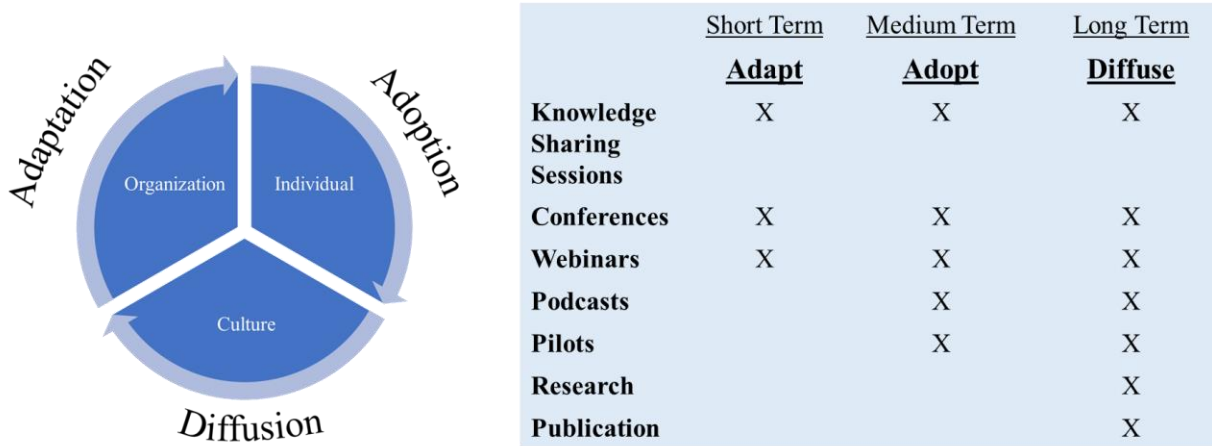 Adaptation
Adoption
Organization
Individual
Culture
Diffusion
Short Term Medium Term Long Term
Adapt Adopt Diffuse
Knowledge X X X
Sharing
Sessions
Conferences X X X
Webinars X X X
Podcasts X X
Pilots X X
Research X
Publication X